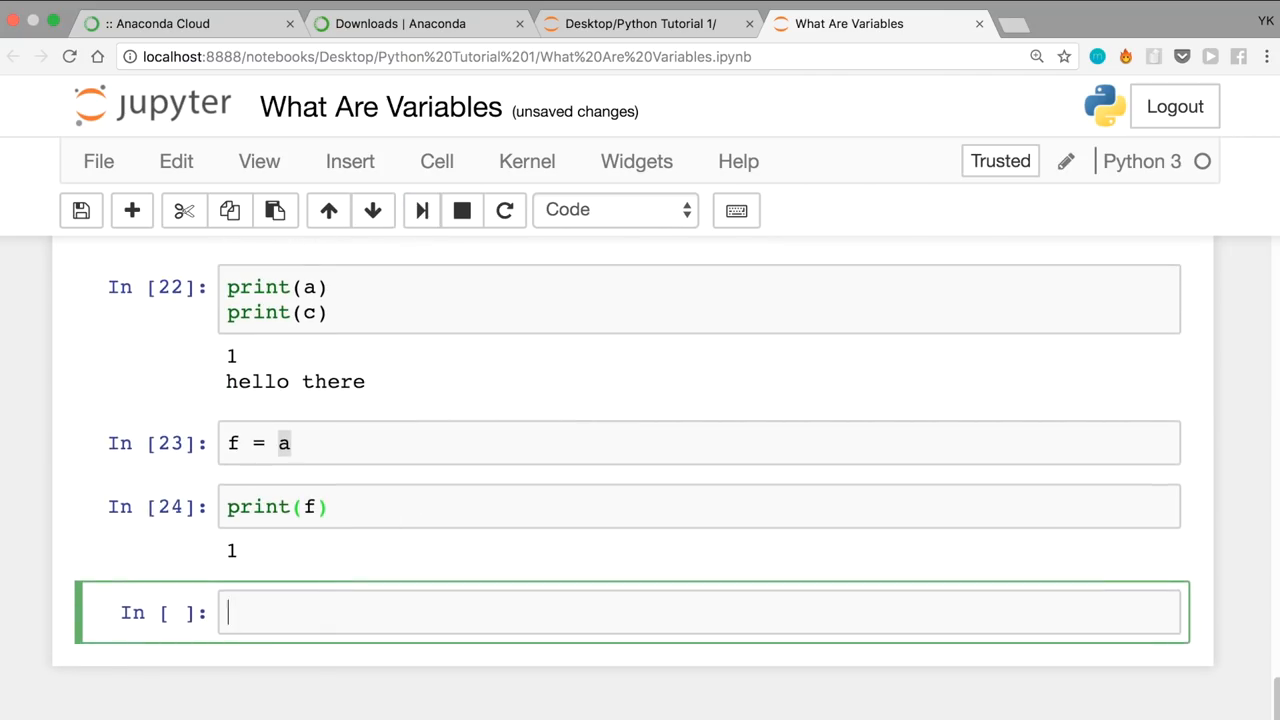 :: Anaconda Cloud
Downloads | Anaconda
Desktop/Python Tutorial 1/
What Are Variables
YK
localhost:8888/notebooks/Desktop/Python%20Tutorial%201/What%20Are%20Variables.ipynb
jupyter What Are Variables (unsaved changes)
Logout
File Edit View Insert Cell Kernel Widgets Help Trusted Python 3
Code
In [22]: print(a)
print(c)
1
hello there
In [23]: f = a
In [24]: print(f)
1
In [ ]: